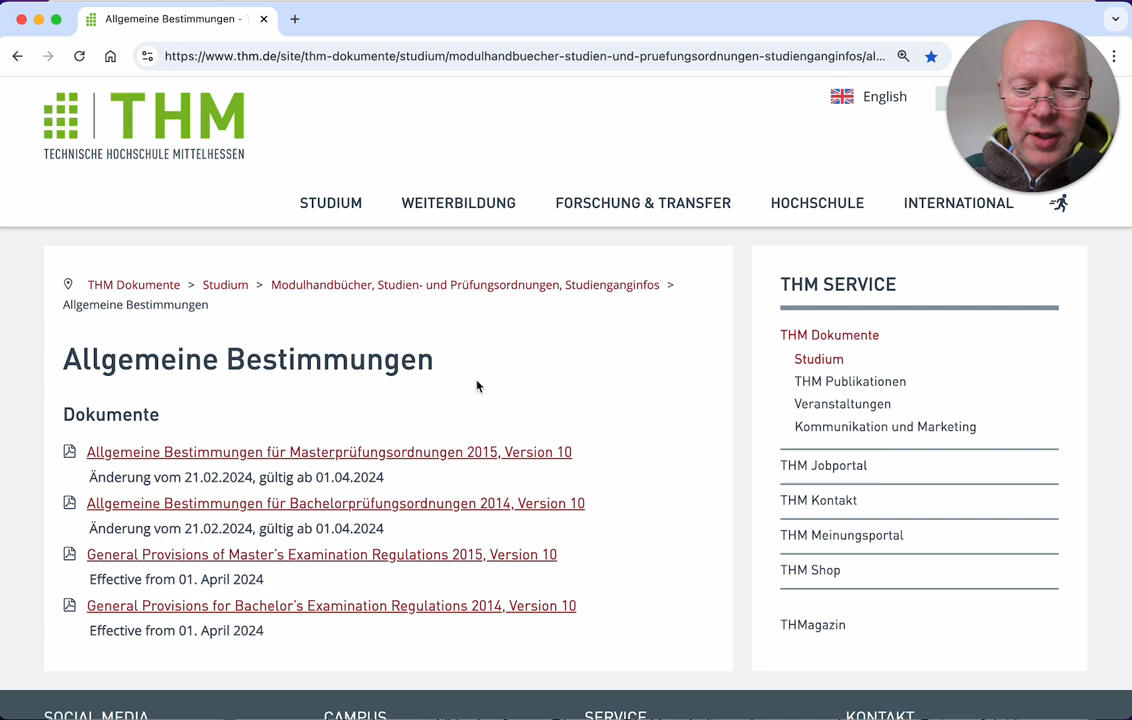 Allgemeine Bestimmungen -
https://www.thm.de/site/thm-dokumente/studium/modulhandbuecher-studien-und-pruefungsordnungen-studienganginfos/al...
THM
TECHNISCHE HOCHSCHULE MITTELHESSEN
English
STUDIUM WEITERBILDUNG FORSCHUNG & TRANSFER HOCHSCHULE INTERNATIONAL
THM Dokumente > Studium > Modulhandbücher, Studien- und Prüfungsordnungen, Studienganginfos >
Allgemeine Bestimmungen
Allgemeine Bestimmungen
Dokumente
Allgemeine Bestimmungen für Masterprüfungsordnungen 2015, Version 10
Änderung vom 21.02.2024, gültig ab 01.04.2024
Allgemeine Bestimmungen für Bachelorprüfungsordnungen 2014, Version 10
Änderung vom 21.02.2024, gültig ab 01.04.2024
General Provisions of Master’s Examination Regulations 2015, Version 10
Effective from 01. April 2024
General Provisions for Bachelor’s Examination Regulations 2014, Version 10
Effective from 01. April 2024
THM SERVICE
THM Dokumente
Studium
THM Publikationen
Veranstaltungen
Kommunikation und Marketing
THM Jobportal
THM Kontakt
THM Meinungsportal
THM Shop
THMagazin
SOCIAL MEDIA CAMPUS SERVICE KONTAKT